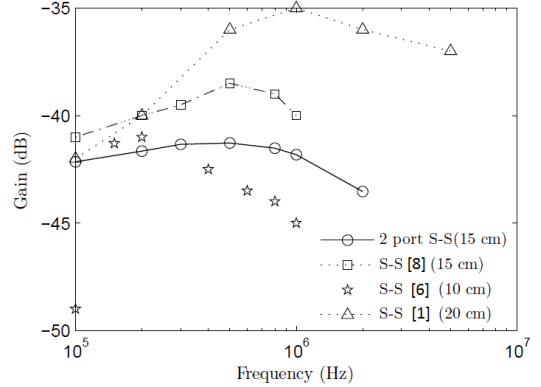 −35
−40
−45
−50
Gain (dB)
2 port S-S(15 cm)
S-S [8] (15 cm)
S-S [6] (10 cm)
S-S [1] (20 cm)
10^5
10^6
10^7
Frequency (Hz)